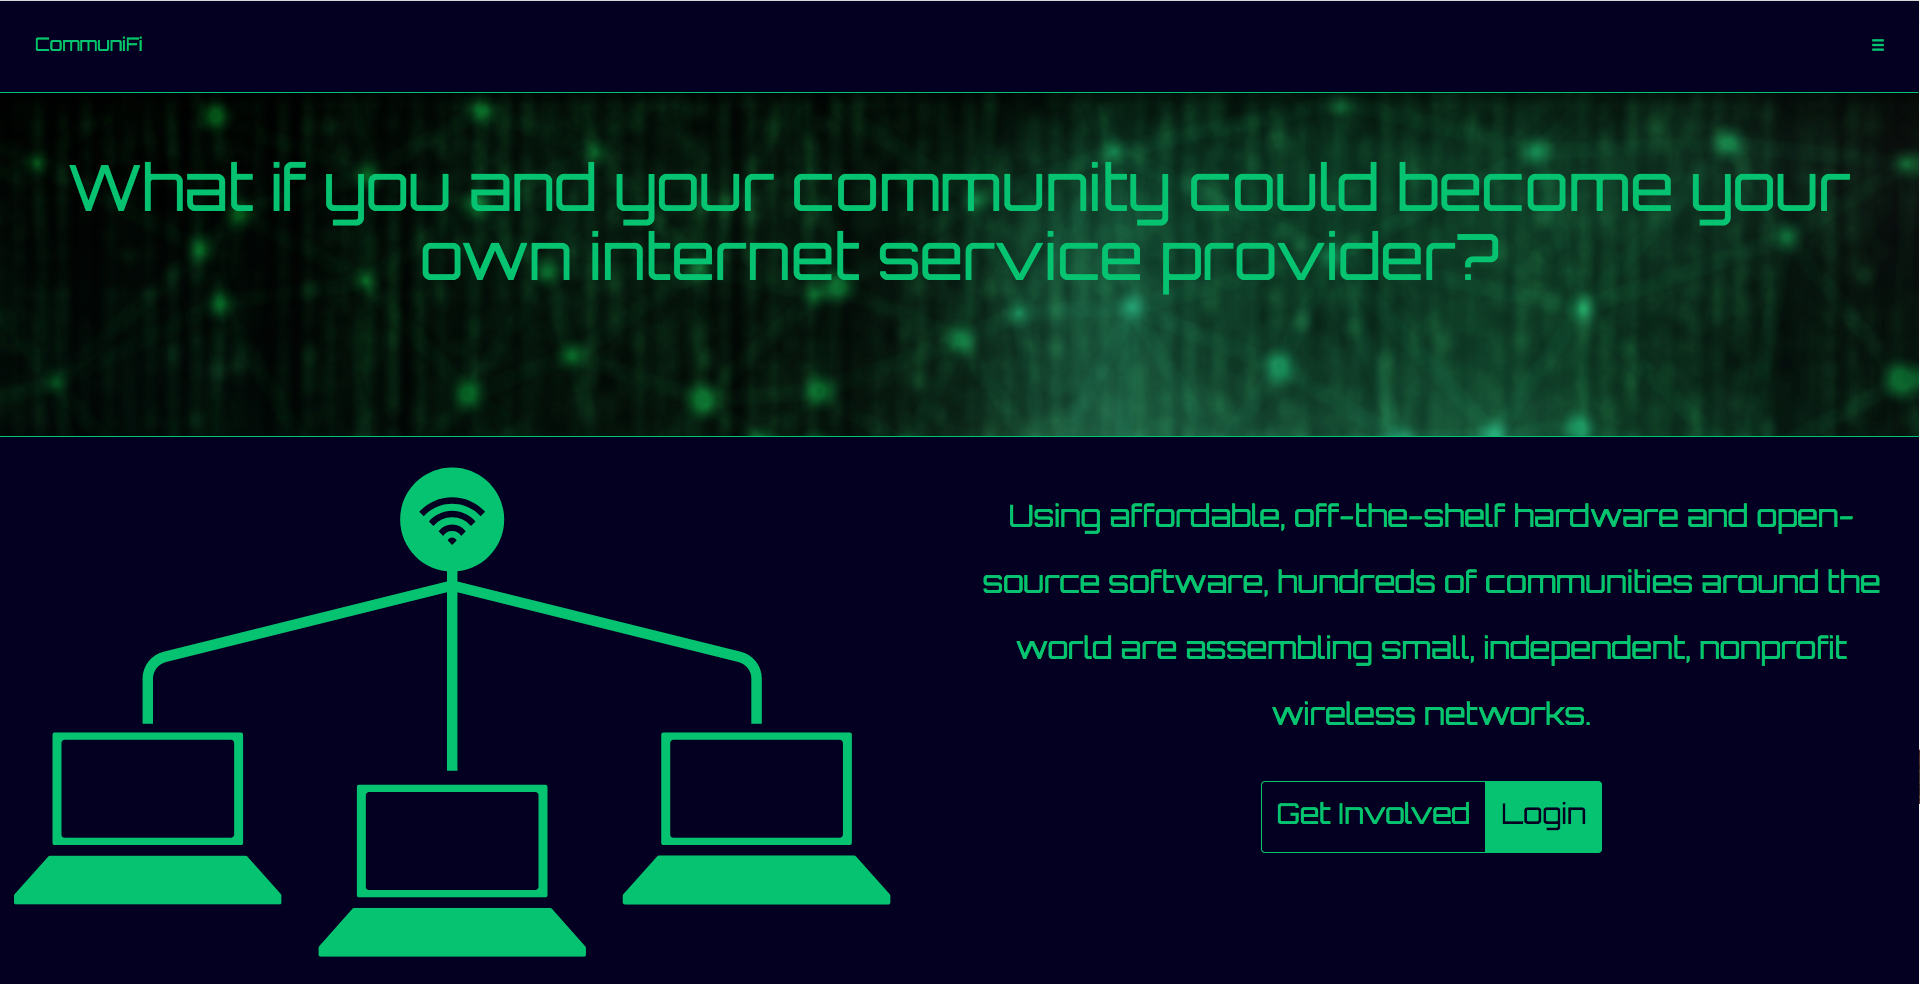 CommuniFi
What if you and your community could become your
own internet service provider?
Using affordable, off-the-shelf hardware and open-
source software, hundreds of communities around the
world are assembling small, independent, nonprofit
wireless networks.
Get Involved
Login